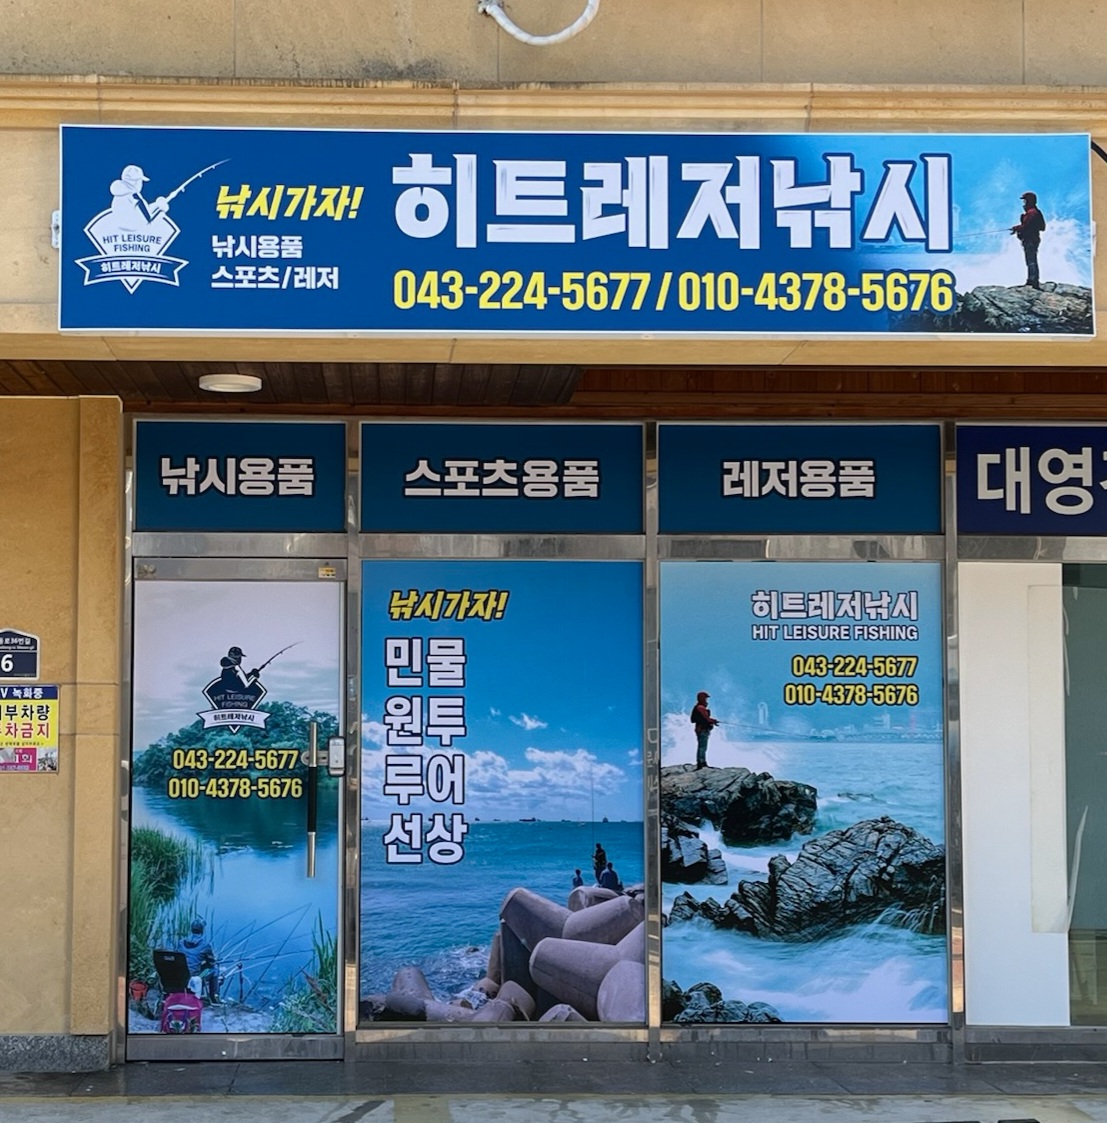 낚시가자!
히트레저낚시
HIT LEISURE
FISHING
히트레저낚시
낚시용품
스포츠/레저
043-224-5677 / 010-4378-5676
낚시용품
스포츠용품
레저용품
대영
낚시가자!
민물
원투
루어
선상
히트레저낚시
HIT LEISURE FISHING
043-224-5677
010-4378-5676
HIT LEISURE
FISHING
히트레저낚시
043-224-5677
010-4378-5676
6
녹화중
부차량
차금지